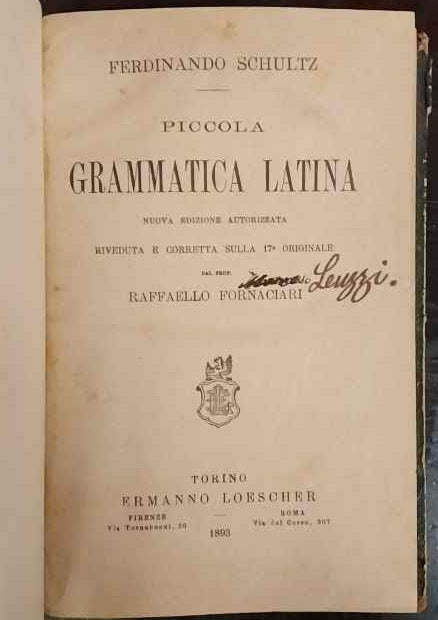 FERDINANDO SCHULTZ
PICCOLA
GRAMMATICA LATINA
NUOVA EDIZIONE AUTORIZZATA
RIVEDUTA E CORRETTA SULLA 17ª ORIGINALE
DAL PROF.
Leuzzi.
RAFFAELLO FORNACIARI
TORINO
ERMANNO LOESCHER
FIRENZE
Via Tornabuoni, 20
ROMA
Via del Corso, 307
1893